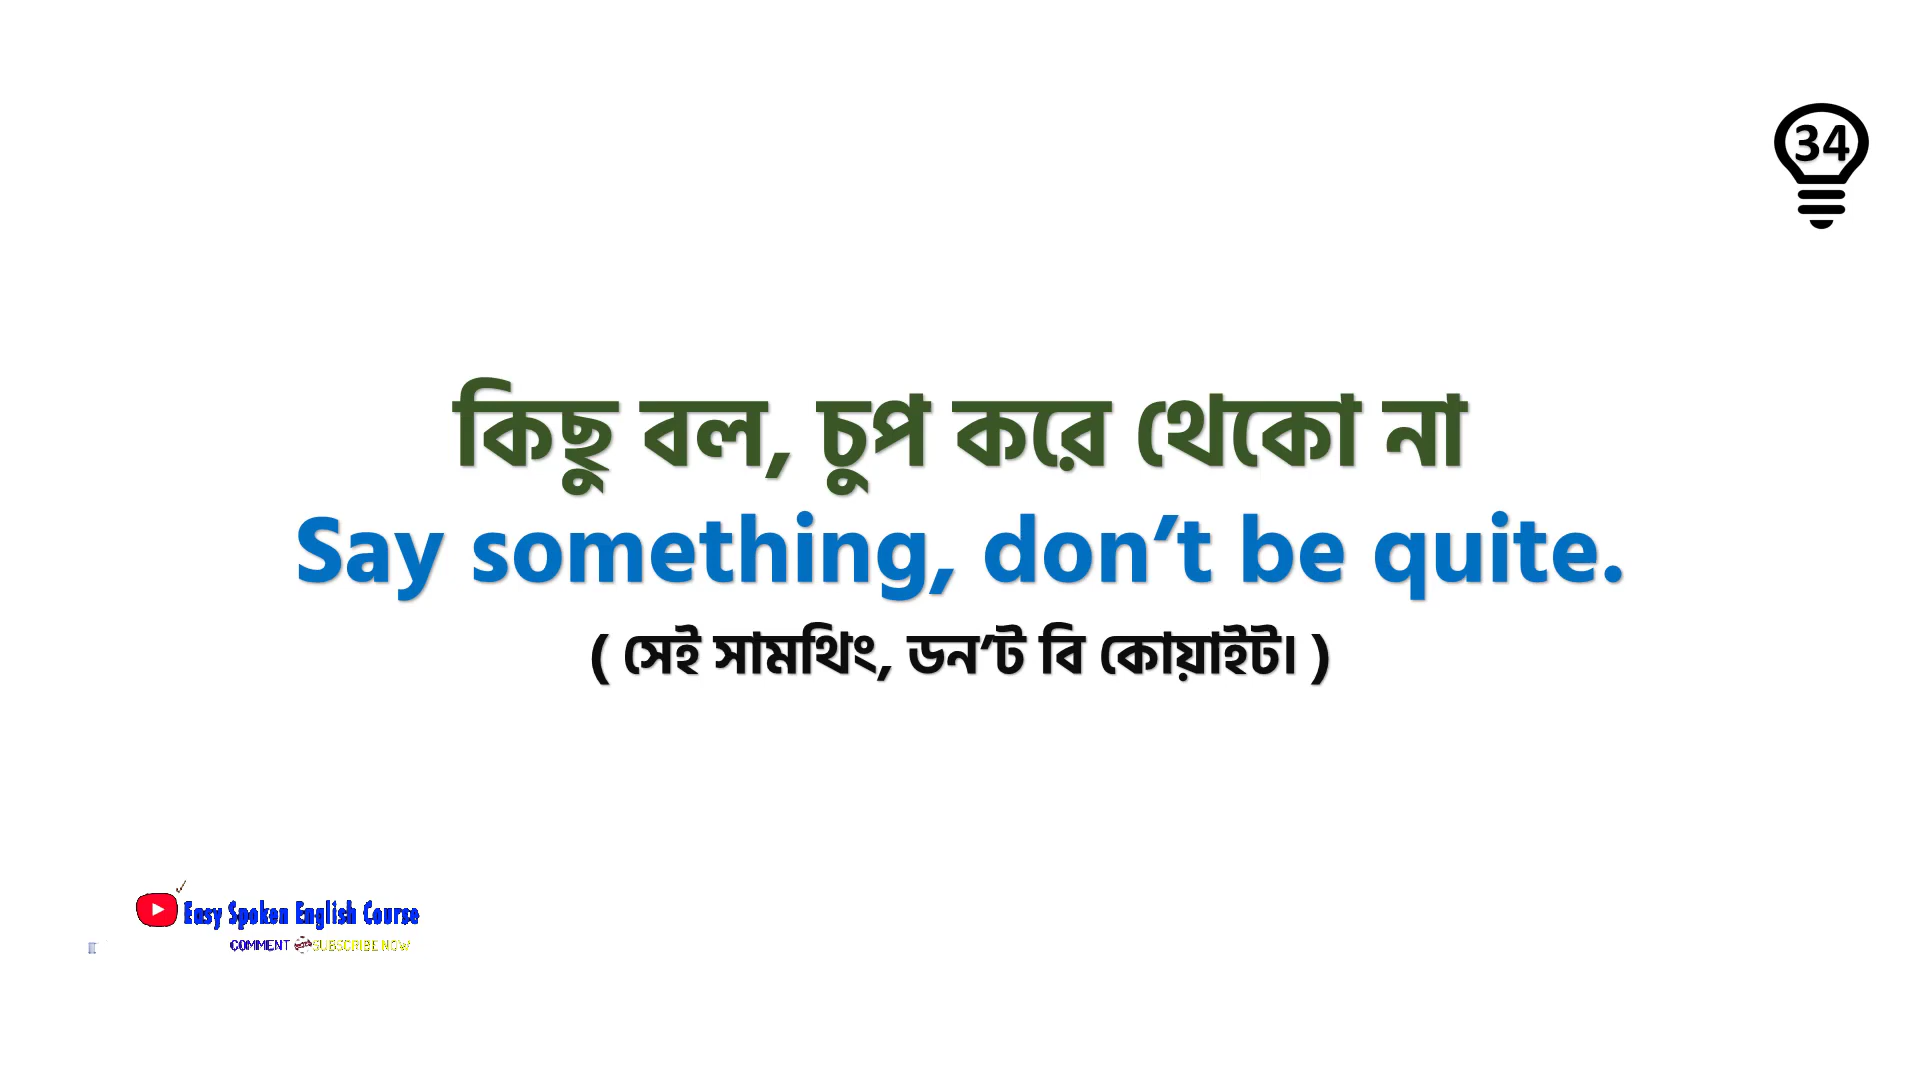 34
কিছু বল, চুপ করে থেকো না
Say something, don’t be quite.
( সেই সামথিং, ডন’ট বি কোয়াইট। )
Easy Spoken English Course
COMMENT SUBSCRIBE NOW